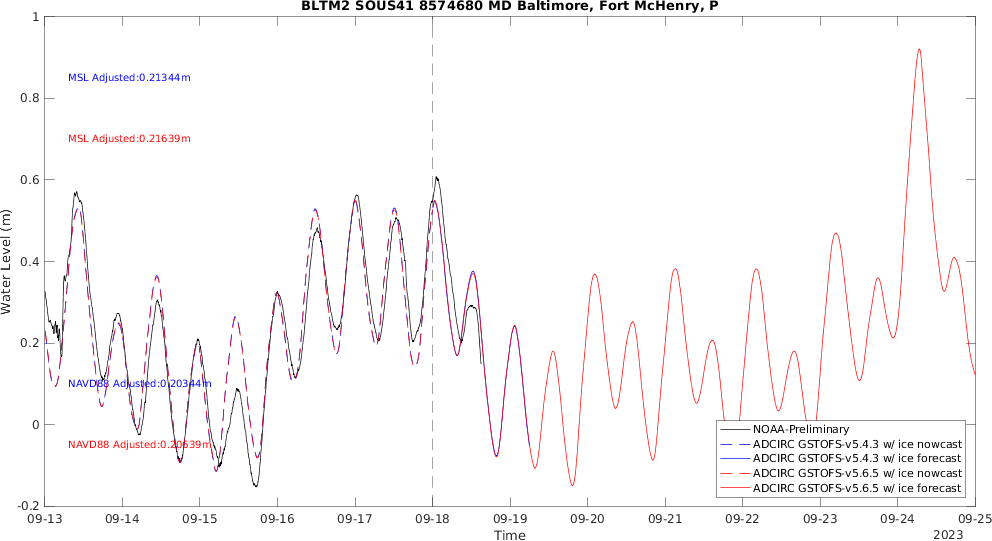 BLTM2 SOUS41 8574680 MD Baltimore, Fort McHenry, P
1
0.8
0.6
0.4
0.2
0
-0.2
Water Level (m)
MSL Adjusted:0.21344m
MSL Adjusted:0.21639m
NAVD88 Adjusted:0.20344m
NAVD88 Adjusted:0.20639m
NOAA-Preliminary
ADCIRC GSTOFS-v5.4.3 w/ ice nowcast
ADCIRC GSTOFS-v5.4.3 w/ ice forecast
ADCIRC GSTOFS-v5.6.5 w/ ice nowcast
ADCIRC GSTOFS-v5.6.5 w/ ice forecast
09-13 09-14 09-15 09-16 09-17 09-18 09-19 09-20 09-21 09-22 09-23 09-24 09-25
Time
2023